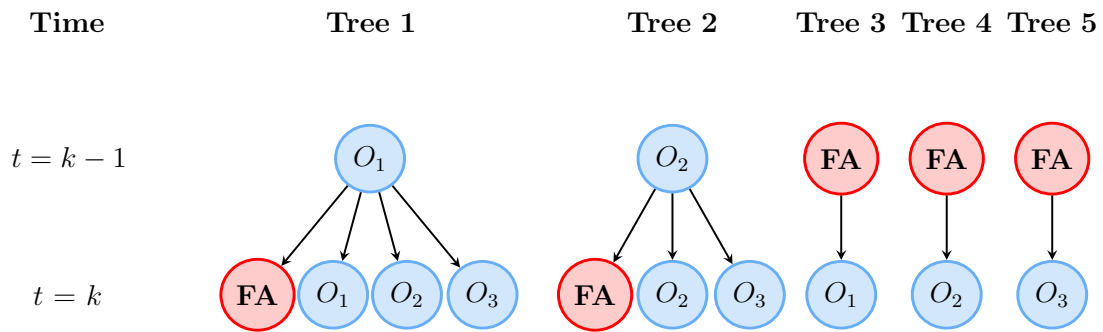 Time Tree 1 Tree 2 Tree 3 Tree 4 Tree 5
t = k − 1 O₁ O₂ FA FA FA
t = k FA O₁ O₂ O₃ FA O₂ O₃ O₁ O₂ O₃